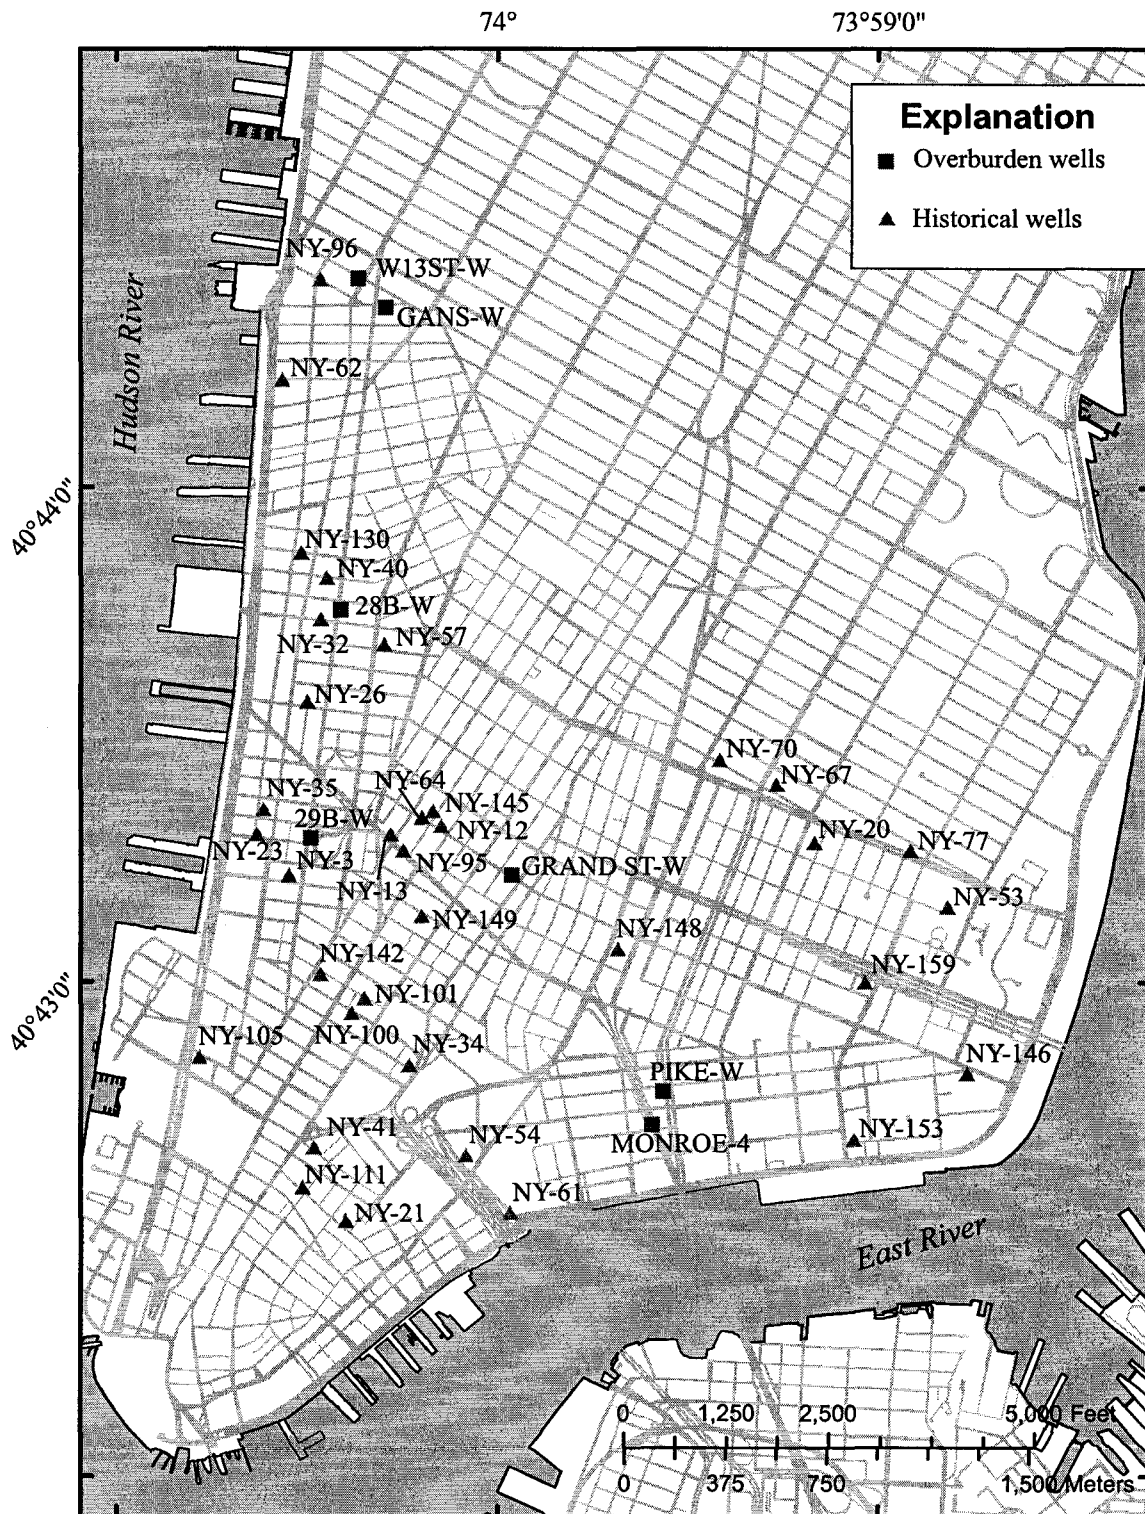 74°
73°59'0"
Explanation
Overburden wells
Historical wells
NY-96
W13ST-W
GANS-W
Hudson River
NY-62
40°44'0"
NY-130
NY-40
28B-W
NY-32
NY-57
NY-26
NY-70
NY-64
NY-67
NY-35
NY-145
29B-W
NY-12
NY-20
NY-77
NY-23
NY-3
NY-95
GRAND ST-W
NY-13
NY-53
NY-149
NY-148
NY-142
NY-159
NY-101
40°43'0"
NY-100
NY-105
NY-34
NY-146
PIKE-W
NY-41
NY-54
MONROE-4
NY-153
NY-111
NY-61
NY-21
East River
0 1,250 2,500 5,000 Feet
0 375 750 1,500 Meters